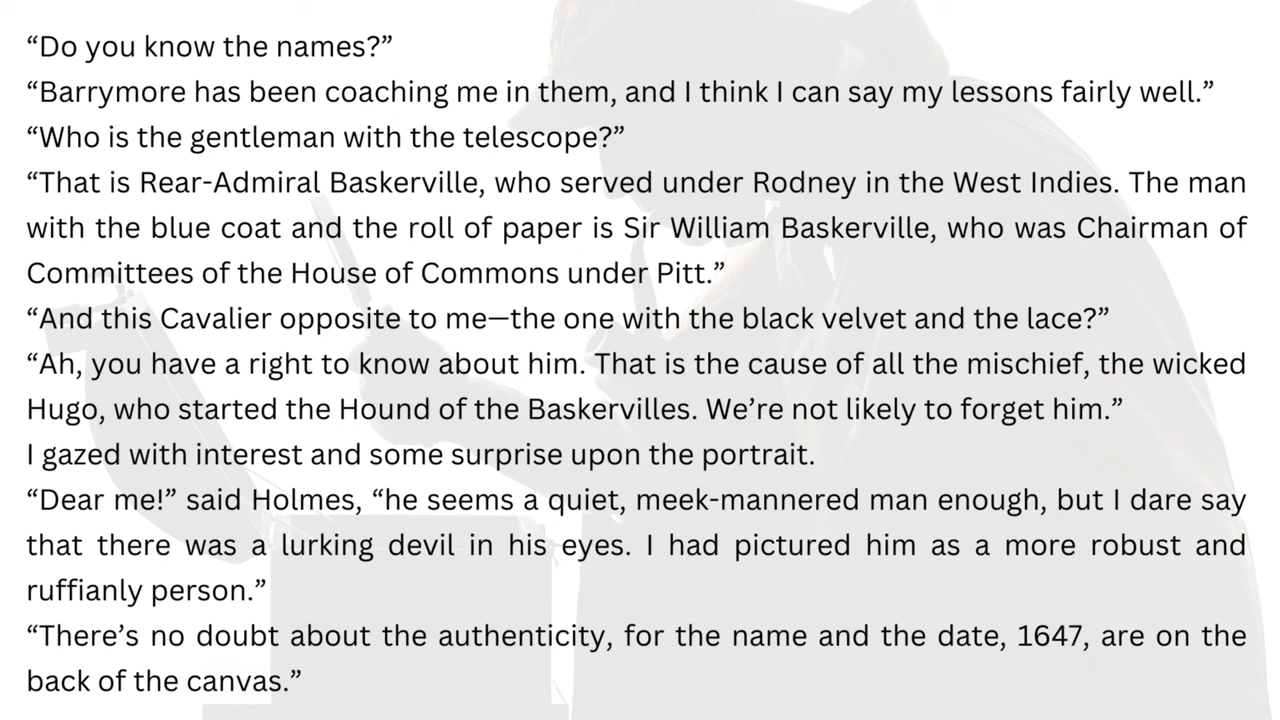 “Do you know the names?”
“Barrymore has been coaching me in them, and I think I can say my lessons fairly well.”
“Who is the gentleman with the telescope?”
“That is Rear-Admiral Baskerville, who served under Rodney in the West Indies. The man
with the blue coat and the roll of paper is Sir William Baskerville, who was Chairman of
Committees of the House of Commons under Pitt.”
“And this Cavalier opposite to me—the one with the black velvet and the lace?”
“Ah, you have a right to know about him. That is the cause of all the mischief, the wicked
Hugo, who started the Hound of the Baskervilles. We’re not likely to forget him.”
I gazed with interest and some surprise upon the portrait.
“Dear me!” said Holmes, “he seems a quiet, meek-mannered man enough, but I dare say
that there was a lurking devil in his eyes. I had pictured him as a more robust and
ruffianly person.”
“There’s no doubt about the authenticity, for the name and the date, 1647, are on the
back of the canvas.”